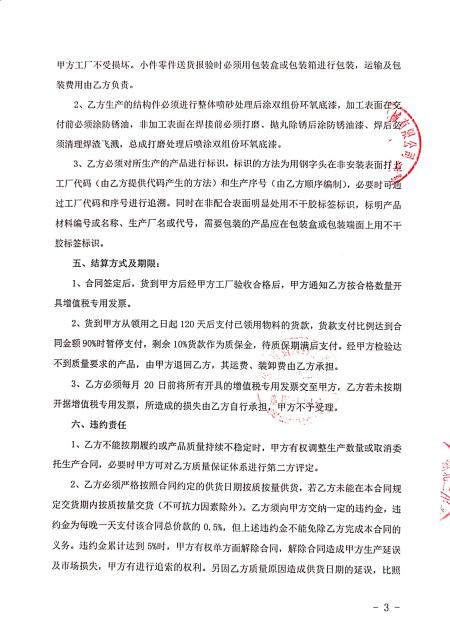 甲方工厂不受损坏。小件零件送货报验时必须用包装盒或包装箱进行包装，运输及包
装费用由乙方负责。
2、乙方生产的结构件必须进行整体喷砂处理后涂双组份环氧底漆，加工表面在交
付前必须涂防锈油，非加工表面在焊接前必须打磨、抛丸除锈后涂防锈油漆、焊后必
须清理焊渣飞溅，总成打磨处理后喷涂双组份环氧底漆。
3、乙方必须对所生产的产品进行标识，标识的方法为用钢字头在非安装表面打上
工厂代码（由乙方提供代码产生的方法）和生产序号（由乙方顺序编制），必要时可通
过工厂代码和序号进行追溯。同时在非配合表面明显处用不干胶标签标识，标明产品
材料编号或名称、生产厂名或代号，需要包装的产品应在包装盒或包装端面上用不干
胶标签标识。
五、结算方式及期限：
1、合同签定后，货到甲方后经甲方工厂验收合格后，甲方通知乙方按合格数量开
具增值税专用发票。
2、货到甲方从领用之日起 120 天后支付已领用物料的货款，货款支付比例达到合
同金额 90%时暂停支付，剩余 10%货款作为质保金，待质保期满后支付。经甲方检验达
不到质量要求的产品，由甲方退回乙方，其运费、装卸费由乙方承担。
3、乙方必须每月 20 日前将所有开具的增值税专用发票交至甲方，乙方若未按期
开据增值税专用发票，所造成的损失由乙方自行承担，甲方不予受理。
六、违约责任
1、乙方不能按期履约或产品质量持续不稳定时，甲方有权调整生产数量或取消委
托生产合同，必要时甲方可对乙方质量保证体系进行第二方评定。
2、乙方必须严格按照合同约定的供货日期按质按量供货，若乙方未能在本合同规
定交货期内按质按量交货（不可抗力因素除外），乙方须向甲方交纳一定的违约金，违
约金为每晚一天支付该合同总价款的 0.5%，但上述违约金不能免除乙方完成本合同的
义务。违约金累计达到 5%时，甲方有权单方面解除合同，解除合同造成甲方生产延误
及市场损失，甲方有进行追索的权利。另因乙方质量原因造成供货日期的延误，比照
- 3 -